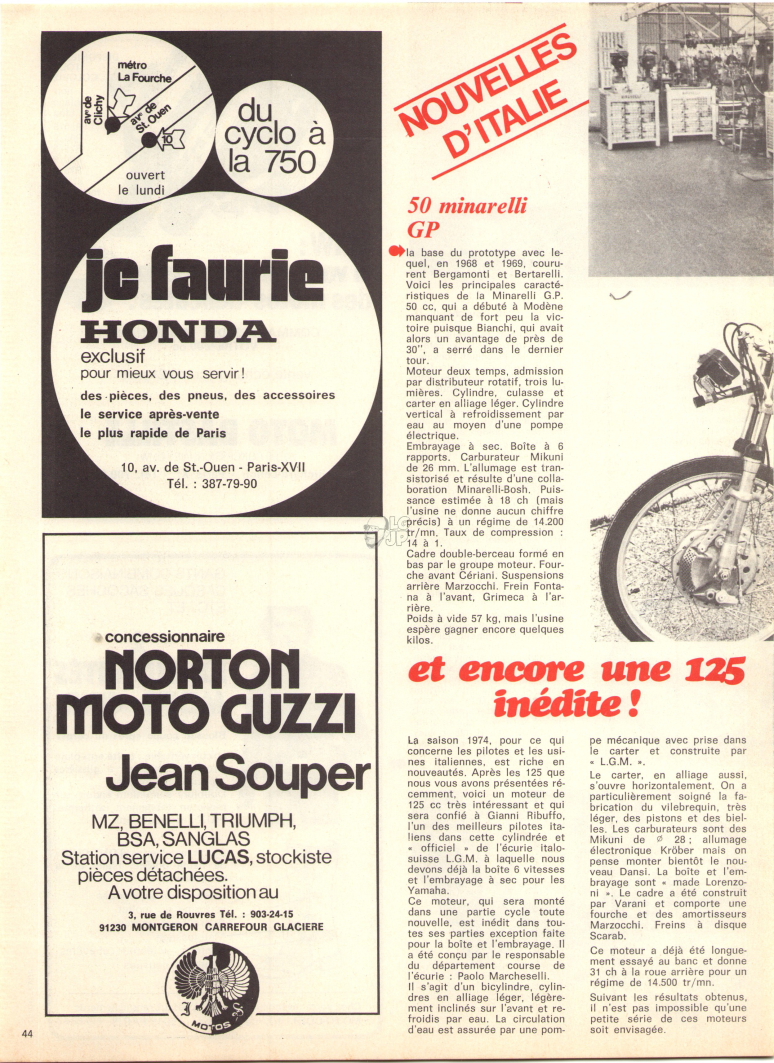 métro
La Fourche
av^e de
Clichy
av^e de
St. Ouen
10
ouvert
le lundi
du
cyclo à
la 750
jc faurie
HONDA
exclusif
pour mieux vous servir!
des pièces, des pneus, des accessoires
le service après-vente
le plus rapide de Paris
10, av. de St.-Ouen - Paris-XVII
Tél. : 387-79-90
concessionnaire
NORTON
MOTO GUZZI
Jean Souper
MZ, BENELLI, TRIUMPH,
BSA, SANGLAS
Station service LUCAS, stockiste
pièces détachées.
A votre disposition au
3, rue de Rouvres Tél. : 903-24-15
91230 MONTGERON CARREFOUR GLACIERE
J S
MOTOS
44
NOUVELLES
D'ITALIE
50 minarelli
GP
la base du prototype avec le-
quel, en 1968 et 1969, couru-
rent Bergamonti et Bertarelli.
Voici les principales caracté-
ristiques de la Minarelli G.P.
50 cc, qui a débuté à Modène
manquant de fort peu la vic-
toire puisque Bianchi, qui avait
alors un avantage de près de
30'', a serré dans le dernier
tour.
Moteur deux temps, admission
par distributeur rotatif, trois lu-
mières. Cylindre, culasse et
carter en alliage léger. Cylindre
vertical à refroidissement par
eau au moyen d'une pompe
électrique.
Embrayage à sec. Boîte à 6
rapports. Carburateur Mikuni
de 26 mm. L'allumage est tran-
sistorisé et résulte d'une colla-
boration Minarelli-Bosh. Puis-
sance estimée à 18 ch (mais
l'usine ne donne aucun chiffre
précis) à un régime de 14.200
tr/mn. Taux de compression :
14 à 1.
Cadre double-berceau formé en
bas par le groupe moteur. Four-
che avant Cériani. Suspensions
arrière Marzocchi. Frein Fonta-
na à l'avant, Grimeca à l'ar-
rière.
Poids à vide 57 kg, mais l'usine
espère gagner encore quelques
kilos.
et encore une 125
inédite !
La saison 1974, pour ce qui
concerne les pilotes et les usi-
nes italiennes, est riche en
nouveautés. Après les 125 que
nous vous avons présentées ré-
cemment, voici un moteur de
125 cc très intéressant et qui
sera confié à Gianni Ribuffo,
l'un des meilleurs pilotes ita-
liens dans cette cylindrée et
« officiel » de l'écurie italo-
suisse L.G.M. à laquelle nous
devons déjà la boîte 6 vitesses
et l'embrayage à sec pour les
Yamaha.
Ce moteur, qui sera monté
dans une partie cycle toute
nouvelle, est inédit dans tou-
tes ses parties exception faite
pour la boîte et l'embrayage. Il
a été conçu par le responsable
du département course de
l'écurie : Paolo Marcheselli.
Il s'agit d'un bicylindre, cylin-
dres en alliage léger, légère-
ment inclinés sur l'avant et re-
froidis par eau. La circulation
d'eau est assurée par une pom-
pe mécanique avec prise dans
le carter et construite par
« L.G.M. ».
Le carter, en alliage aussi,
s'ouvre horizontalement. On a
particulièrement soigné la fa-
brication du vilebrequin, très
léger, des pistons et des biel-
les. Les carburateurs sont des
Mikuni de ∅ 28 ; allumage
électronique Kröber mais on
pense monter bientôt le nou-
veau Dansi. La boîte et l'em-
brayage sont « made Lorenzo-
ni ». Le cadre a été construit
par Varani et comporte une
fourche et des amortisseurs
Marzocchi. Freins à disque
Scarab.
Ce moteur a déjà été longue-
ment essayé au banc et donne
31 ch à la roue arrière pour un
régime de 14.500 tr/mn.
Suivant les résultats obtenus,
il n'est pas impossible qu'une
petite série de ces moteurs
soit envisagée.